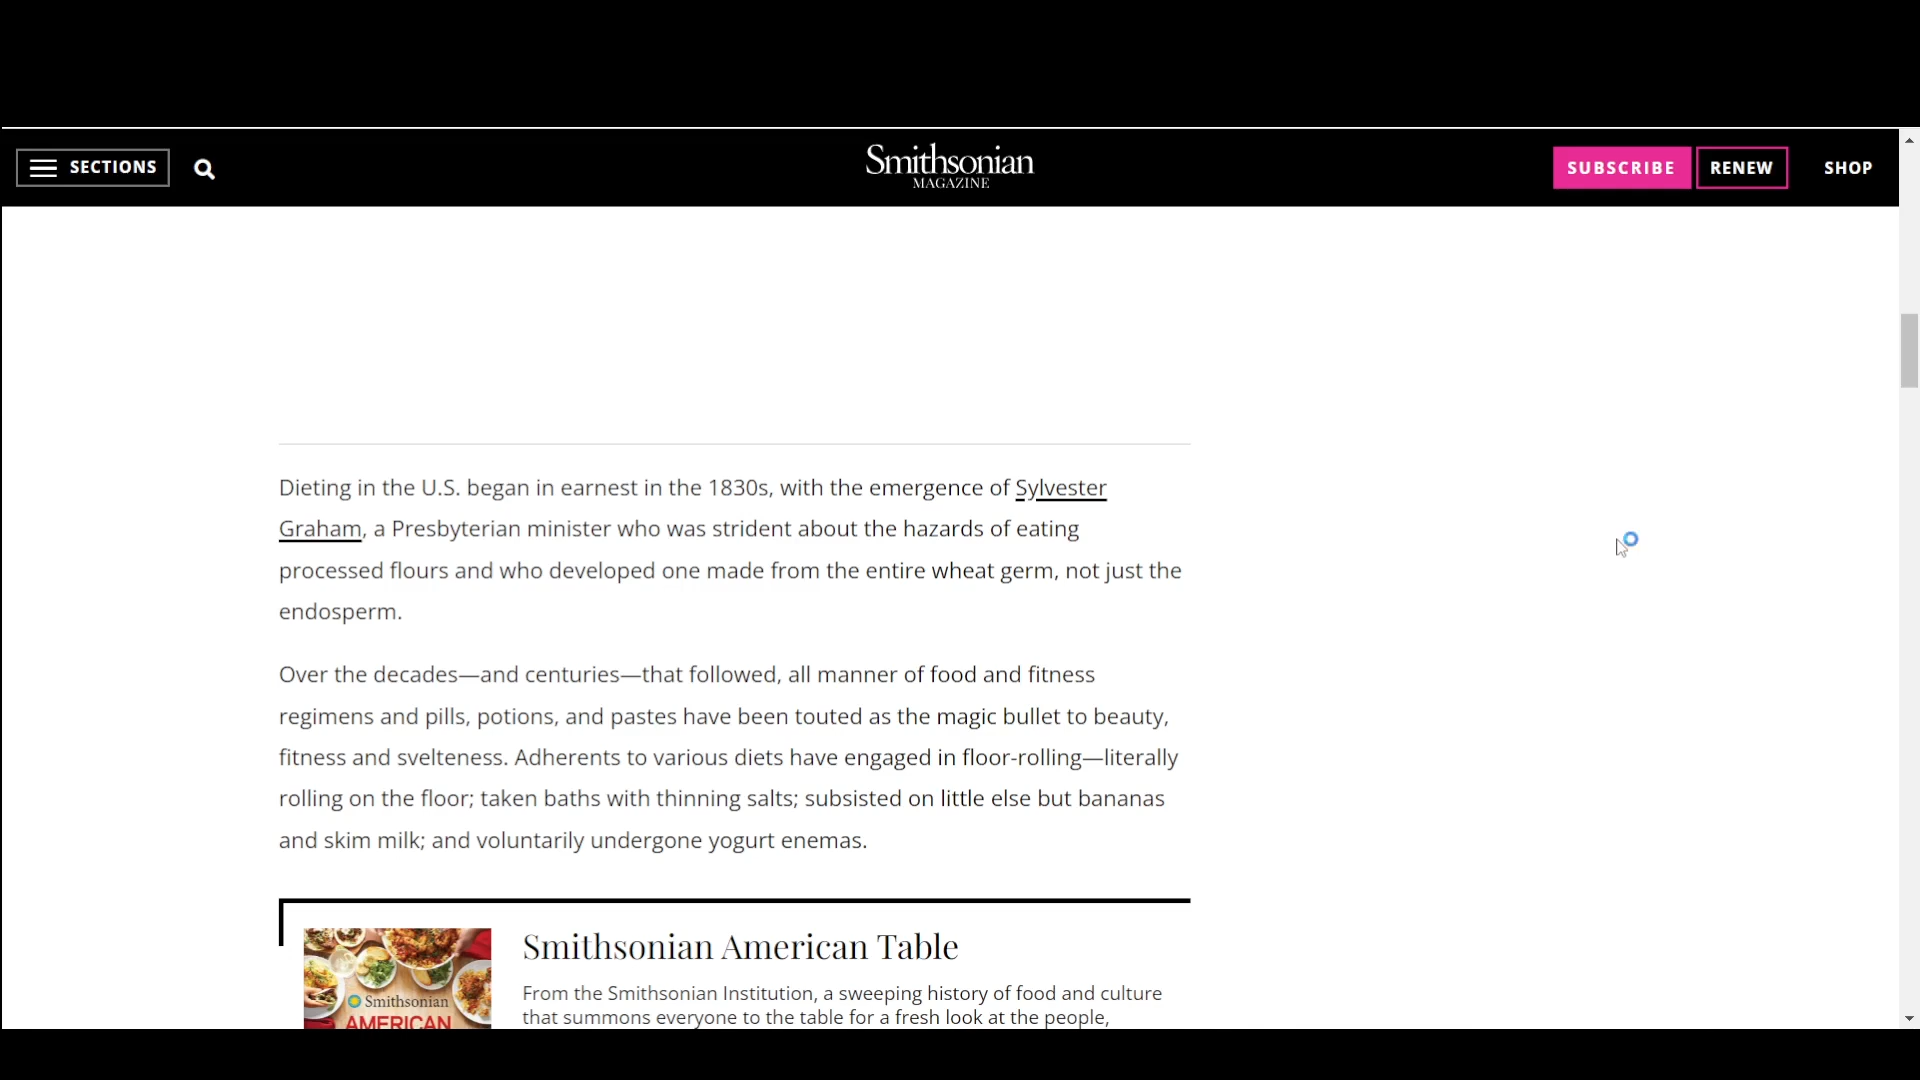 SECTIONS
Smithsonian
MAGAZINE
SUBSCRIBE
RENEW
SHOP
Dieting in the U.S. began in earnest in the 1830s, with the emergence of Sylvester
Graham, a Presbyterian minister who was strident about the hazards of eating
processed flours and who developed one made from the entire wheat germ, not just the
endosperm.
Over the decades—and centuries—that followed, all manner of food and fitness
regimens and pills, potions, and pastes have been touted as the magic bullet to beauty,
fitness and svelteness. Adherents to various diets have engaged in floor-rolling—literally
rolling on the floor; taken baths with thinning salts; subsisted on little else but bananas
and skim milk; and voluntarily undergone yogurt enemas.
Smithsonian American Table
From the Smithsonian Institution, a sweeping history of food and culture
that summons everyone to the table for a fresh look at the people,
Smithsonian
AMERICAN